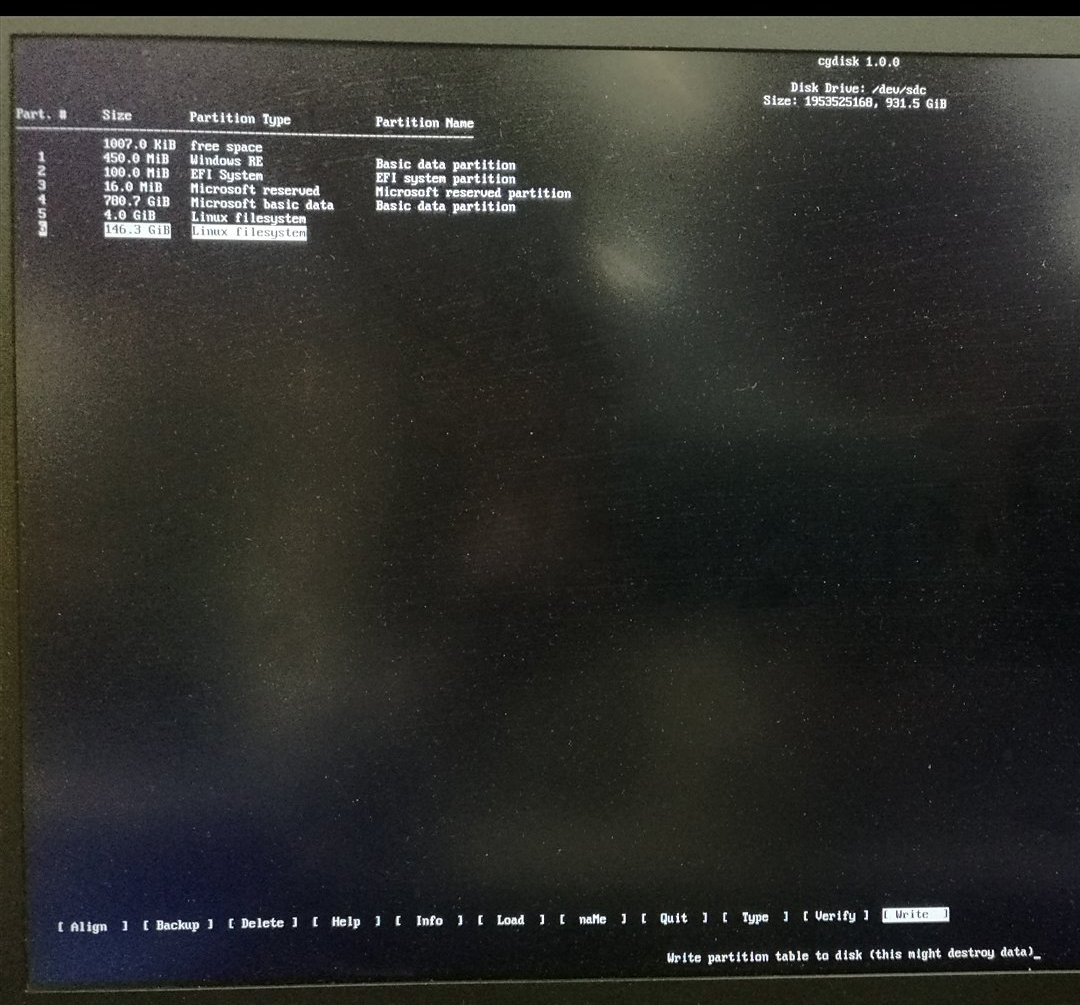 cgdisk 1.0.0
Disk Drive: /dev/sdc
Size: 1953525168, 931.5 GiB
Part. # Size Partition Type Partition Name
1007.0 KiB free space
1 450.0 MiB Windows RE Basic data partition
2 100.0 MiB EFI System EFI system partition
3 16.0 MiB Microsoft reserved Microsoft reserved partition
4 780.7 GiB Microsoft basic data Basic data partition
5 4.0 GiB Linux filesystem
6 146.3 GiB Linux filesystem
[ Align ] [ Backup ] [ Delete ] [ Help ] [ Info ] [ Load ] [ naMe ] [ Quit ] [ Type ] [ Verify ] [ Write ]
Write partition table to disk (this might destroy data)_